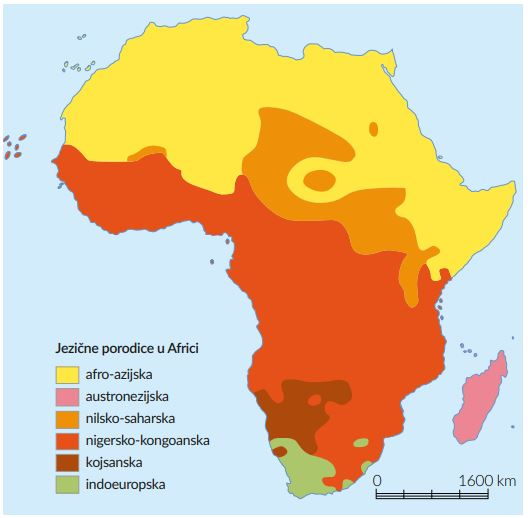 Jezične porodice u Africi
afro-azijska
austronezijska
nilsko-saharska
nigersko-kongoanska
kojsanska
indoeuropska
0 1600 km